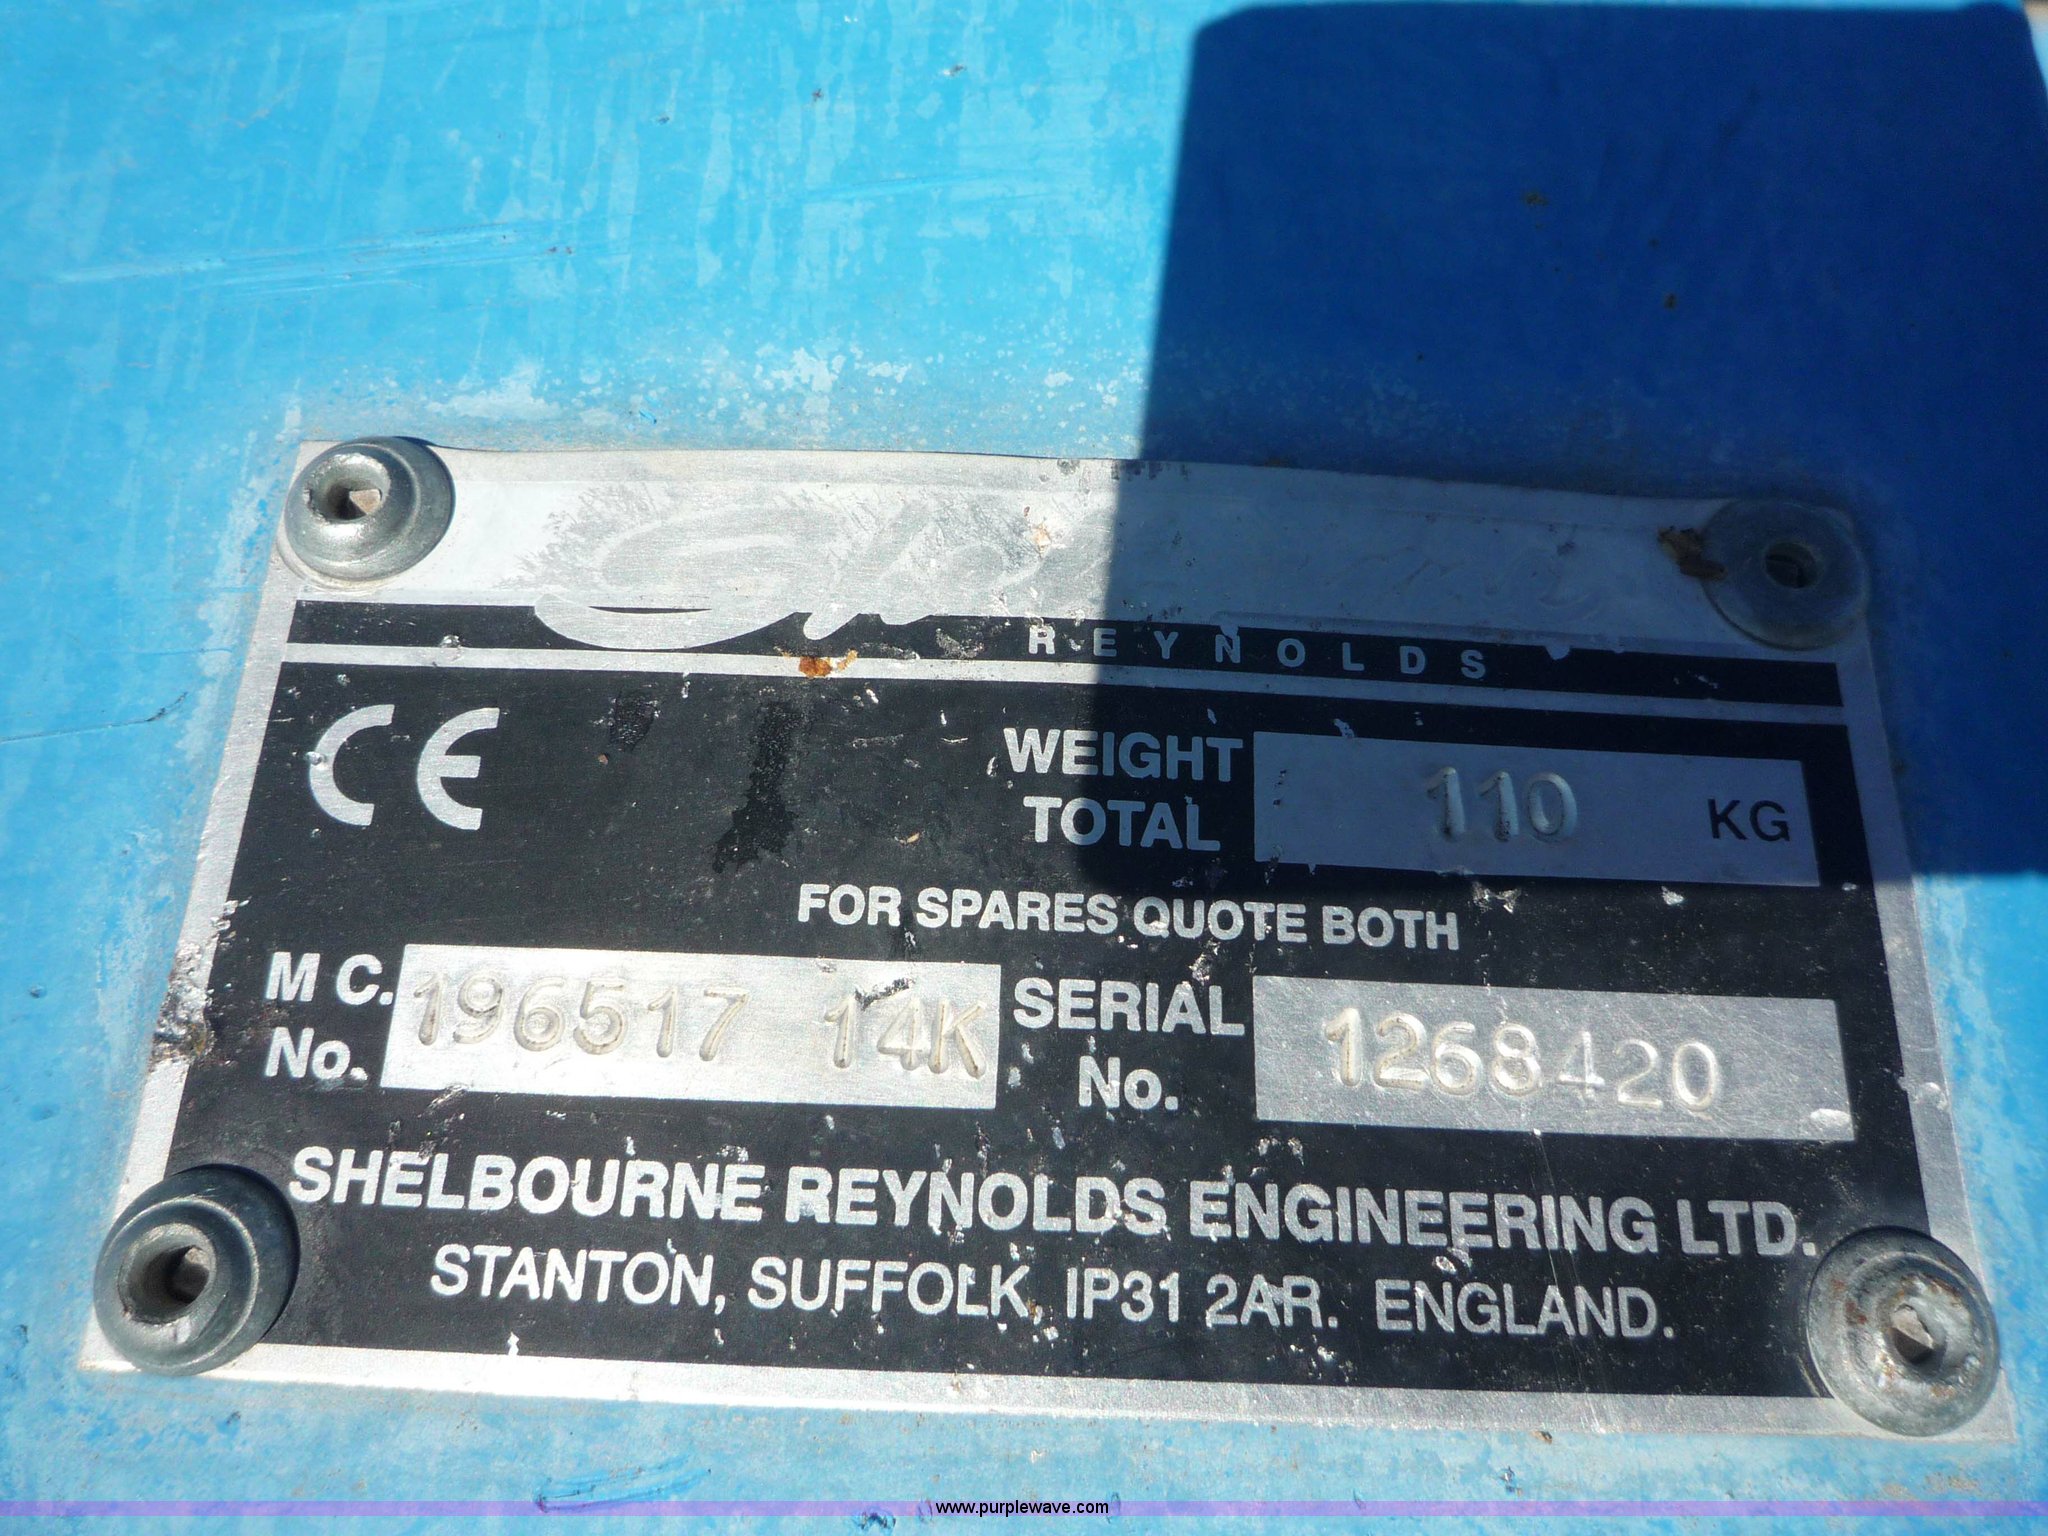 REYNOLDS
CE
WEIGHT TOTAL 110 KG
FOR SPARES QUOTE BOTH
M C. No. 196517 14K SERIAL No. 1268420
SHELBOURNE REYNOLDS ENGINEERING LTD.
STANTON, SUFFOLK, IP31 2AR. ENGLAND.
www.purplewave.com